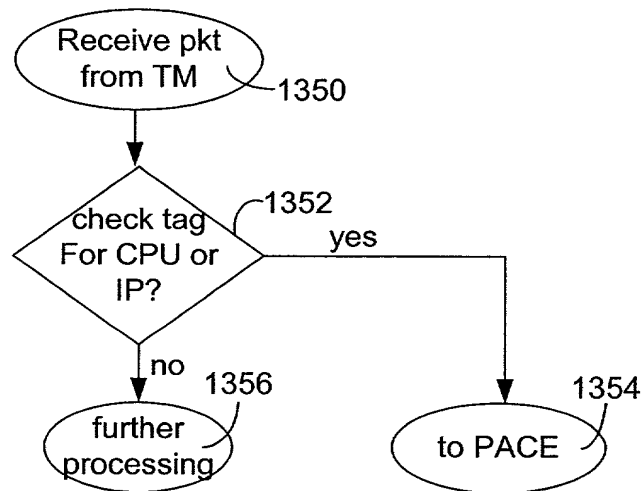 Receive pkt
from TM
1350
check tag
For CPU or
IP?
1352
yes
no
1356
further
processing
1354
to PACE